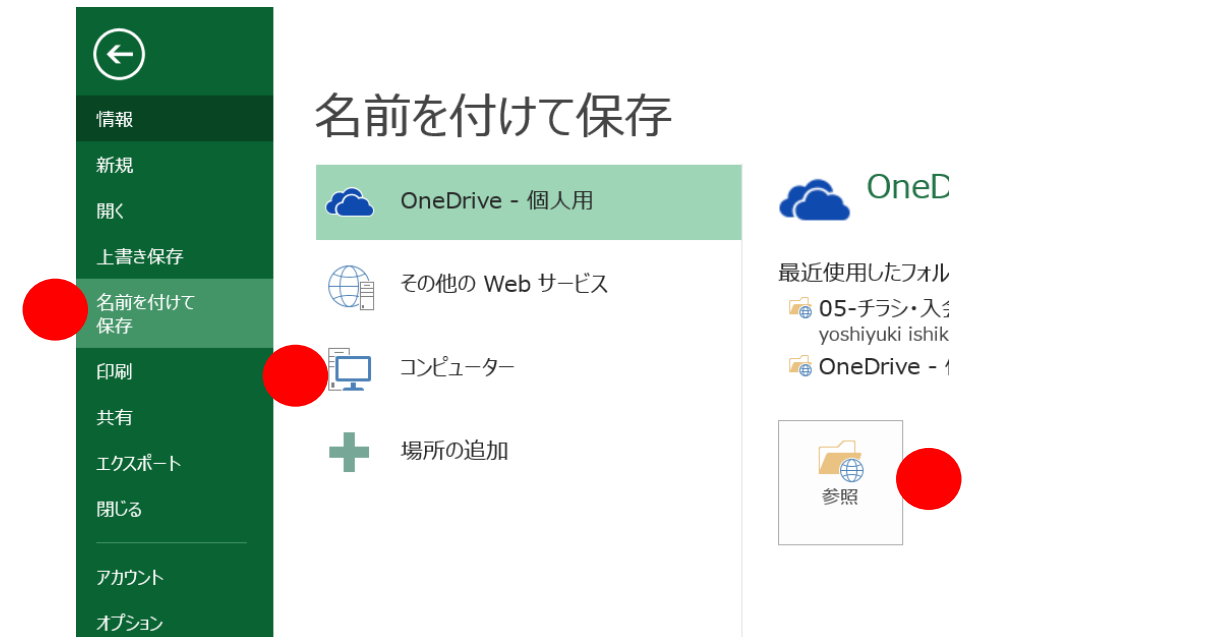 情報
新規
開く
上書き保存
名前を付けて
保存
印刷
共有
エクスポート
閉じる
アカウント
オプション
名前を付けて保存
OneDrive - 個人用
その他の Web サービス
コンピューター
場所の追加
OneD
最近使用したフォル
05-チラシ・入会
yoshiyuki ishik
OneDrive -
参照